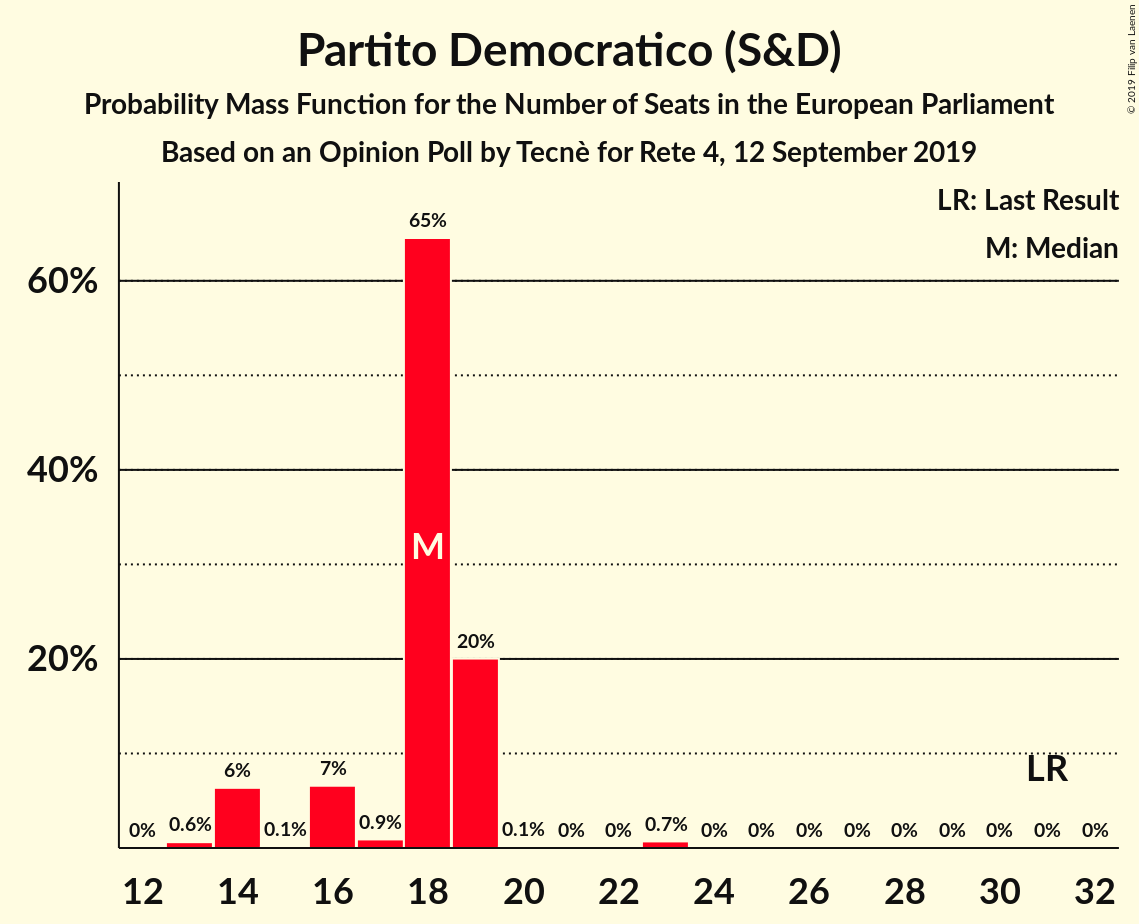 Partito Democratico (S&D)
Probability Mass Function for the Number of Seats in the European Parliament
Based on an Opinion Poll by Tecnè for Rete 4, 12 September 2019
© 2019 Filip van Laenen
LR: Last Result
M: Median
60%
40%
20%
0%
0.6%
6%
0.1%
7%
0.9%
65%
M
20%
0.1%
0%
0%
0.7%
0%
0%
0%
0%
0%
0%
0%
0%
0%
LR
12 14 16 18 20 22 24 26 28 30 32